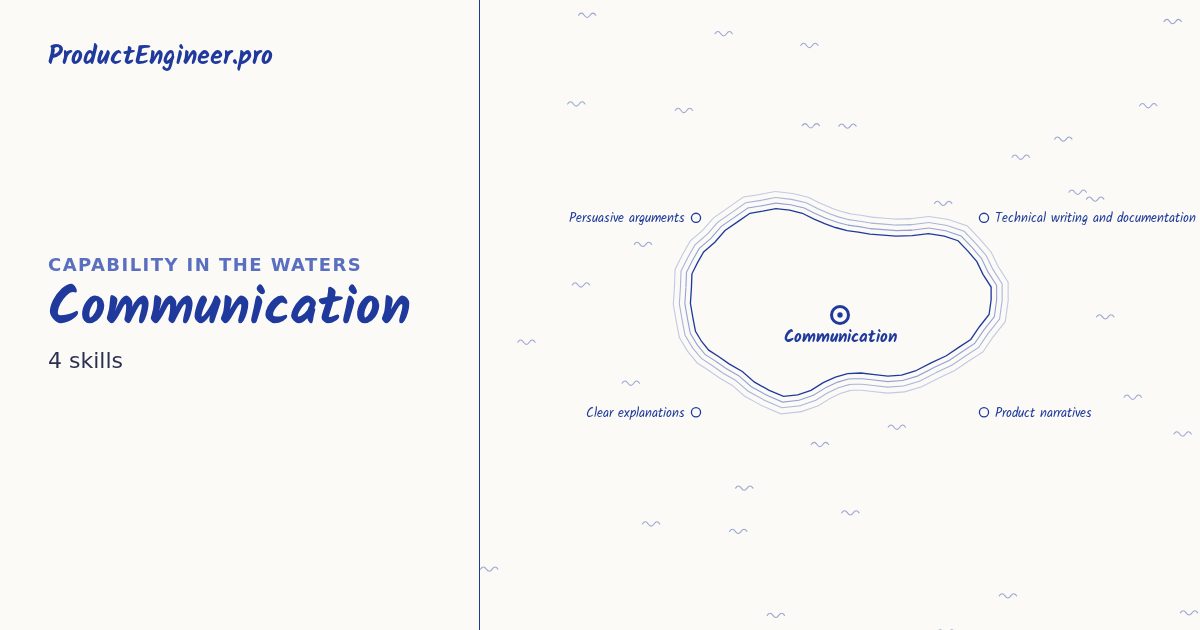 ProductEngineer.pro
CAPABILITY IN THE WATERS
Communication
4 skills
Persuasive arguments
Technical writing and documentation
Communication
Clear explanations
Product narratives